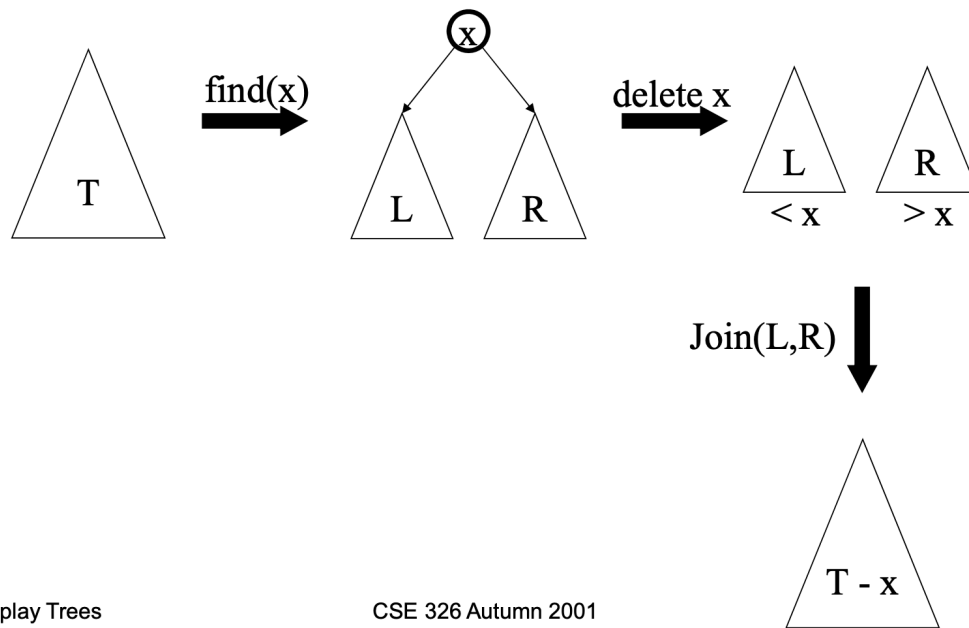 x
find(x)
delete x
T
L
R
L
R
< x
> x
Join(L,R)
T - x
play Trees
CSE 326 Autumn 2001